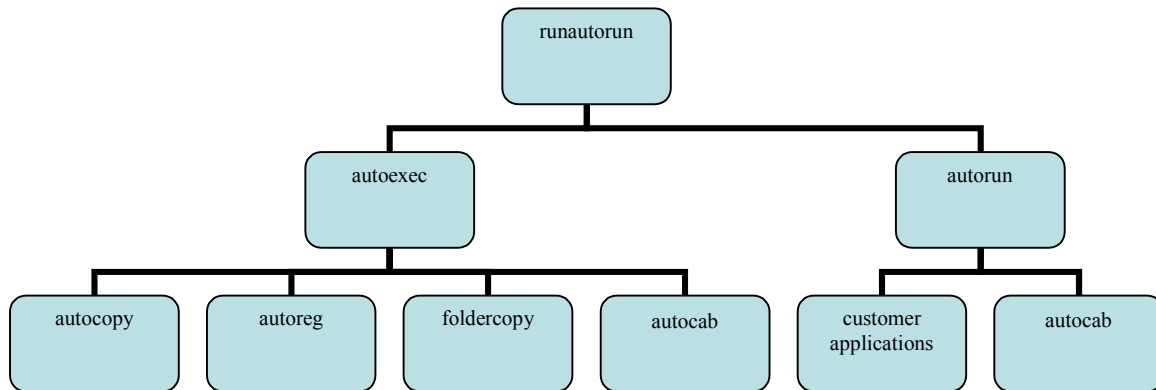 runautorun
autoexec
autorun
autocopy
autoreg
foldercopy
autocab
customer
applications
autocab